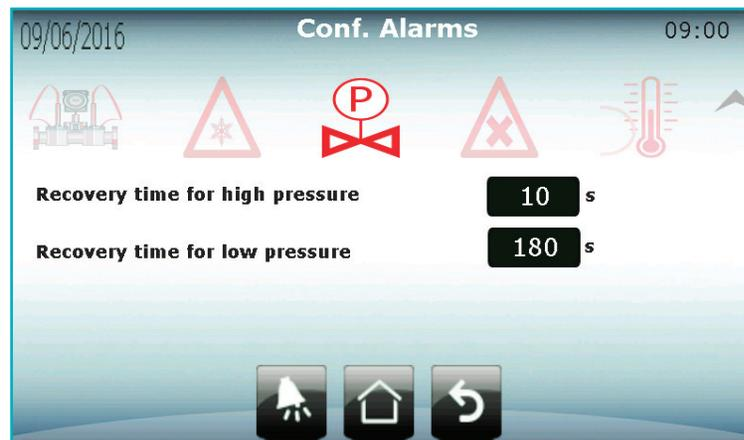 09/06/2016 Conf. Alarms 09:00
P
Recovery time for high pressure 10 s
Recovery time for low pressure 180 s